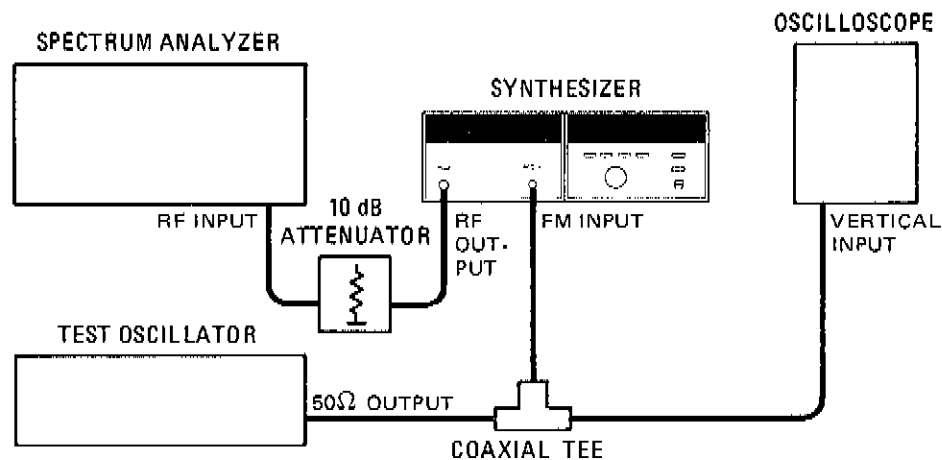 OSCILLOSCOPE
SPECTRUM ANALYZER
SYNTHESIZER
RF INPUT
10 dB
ATTENUATOR
RF
OUT-
PUT
FM INPUT
VERTICAL
INPUT
TEST OSCILLATOR
50Ω OUTPUT
COAXIAL TEE